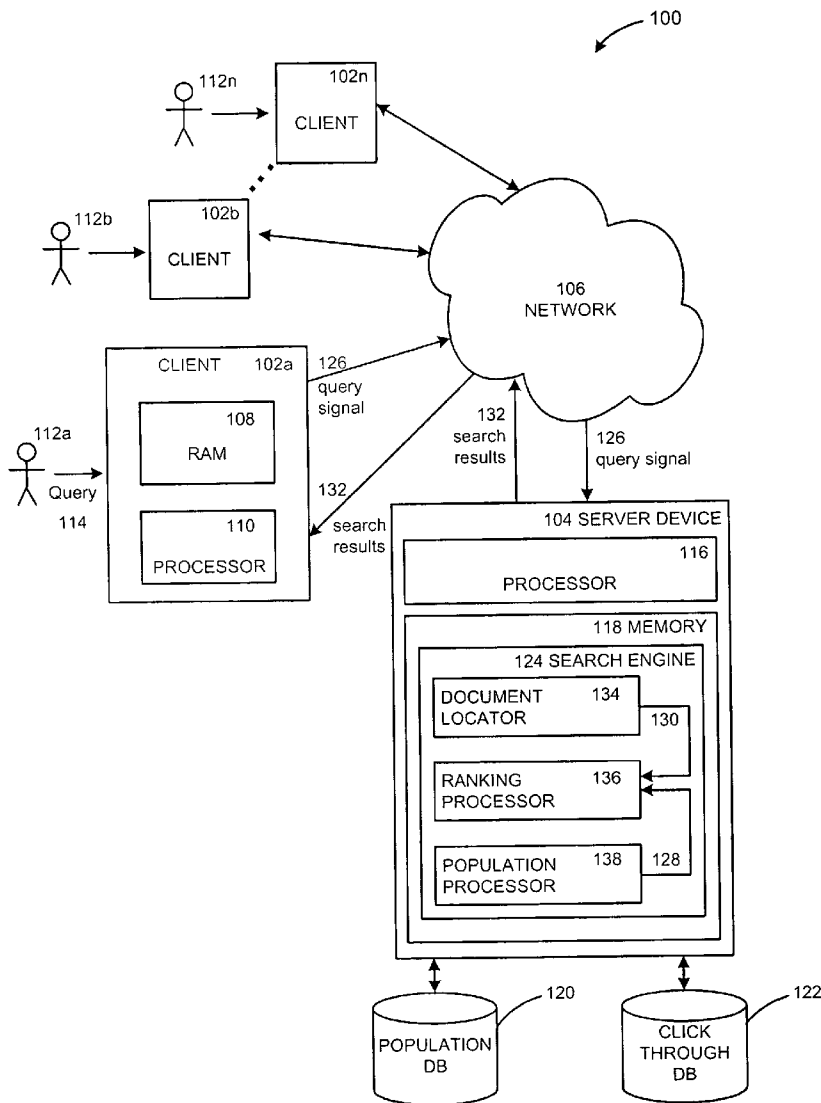 100
112n
102n
CLIENT
112b
102b
CLIENT
106
NETWORK
CLIENT
102a
126
query
signal
108
RAM
112a
Query
114
110
PROCESSOR
132
search
results
132
search
results
126
query signal
104 SERVER DEVICE
116
PROCESSOR
118 MEMORY
124 SEARCH ENGINE
DOCUMENT
LOCATOR
134
130
RANKING
PROCESSOR
136
POPULATION
PROCESSOR
138
128
120
POPULATION
DB
122
CLICK
THROUGH
DB